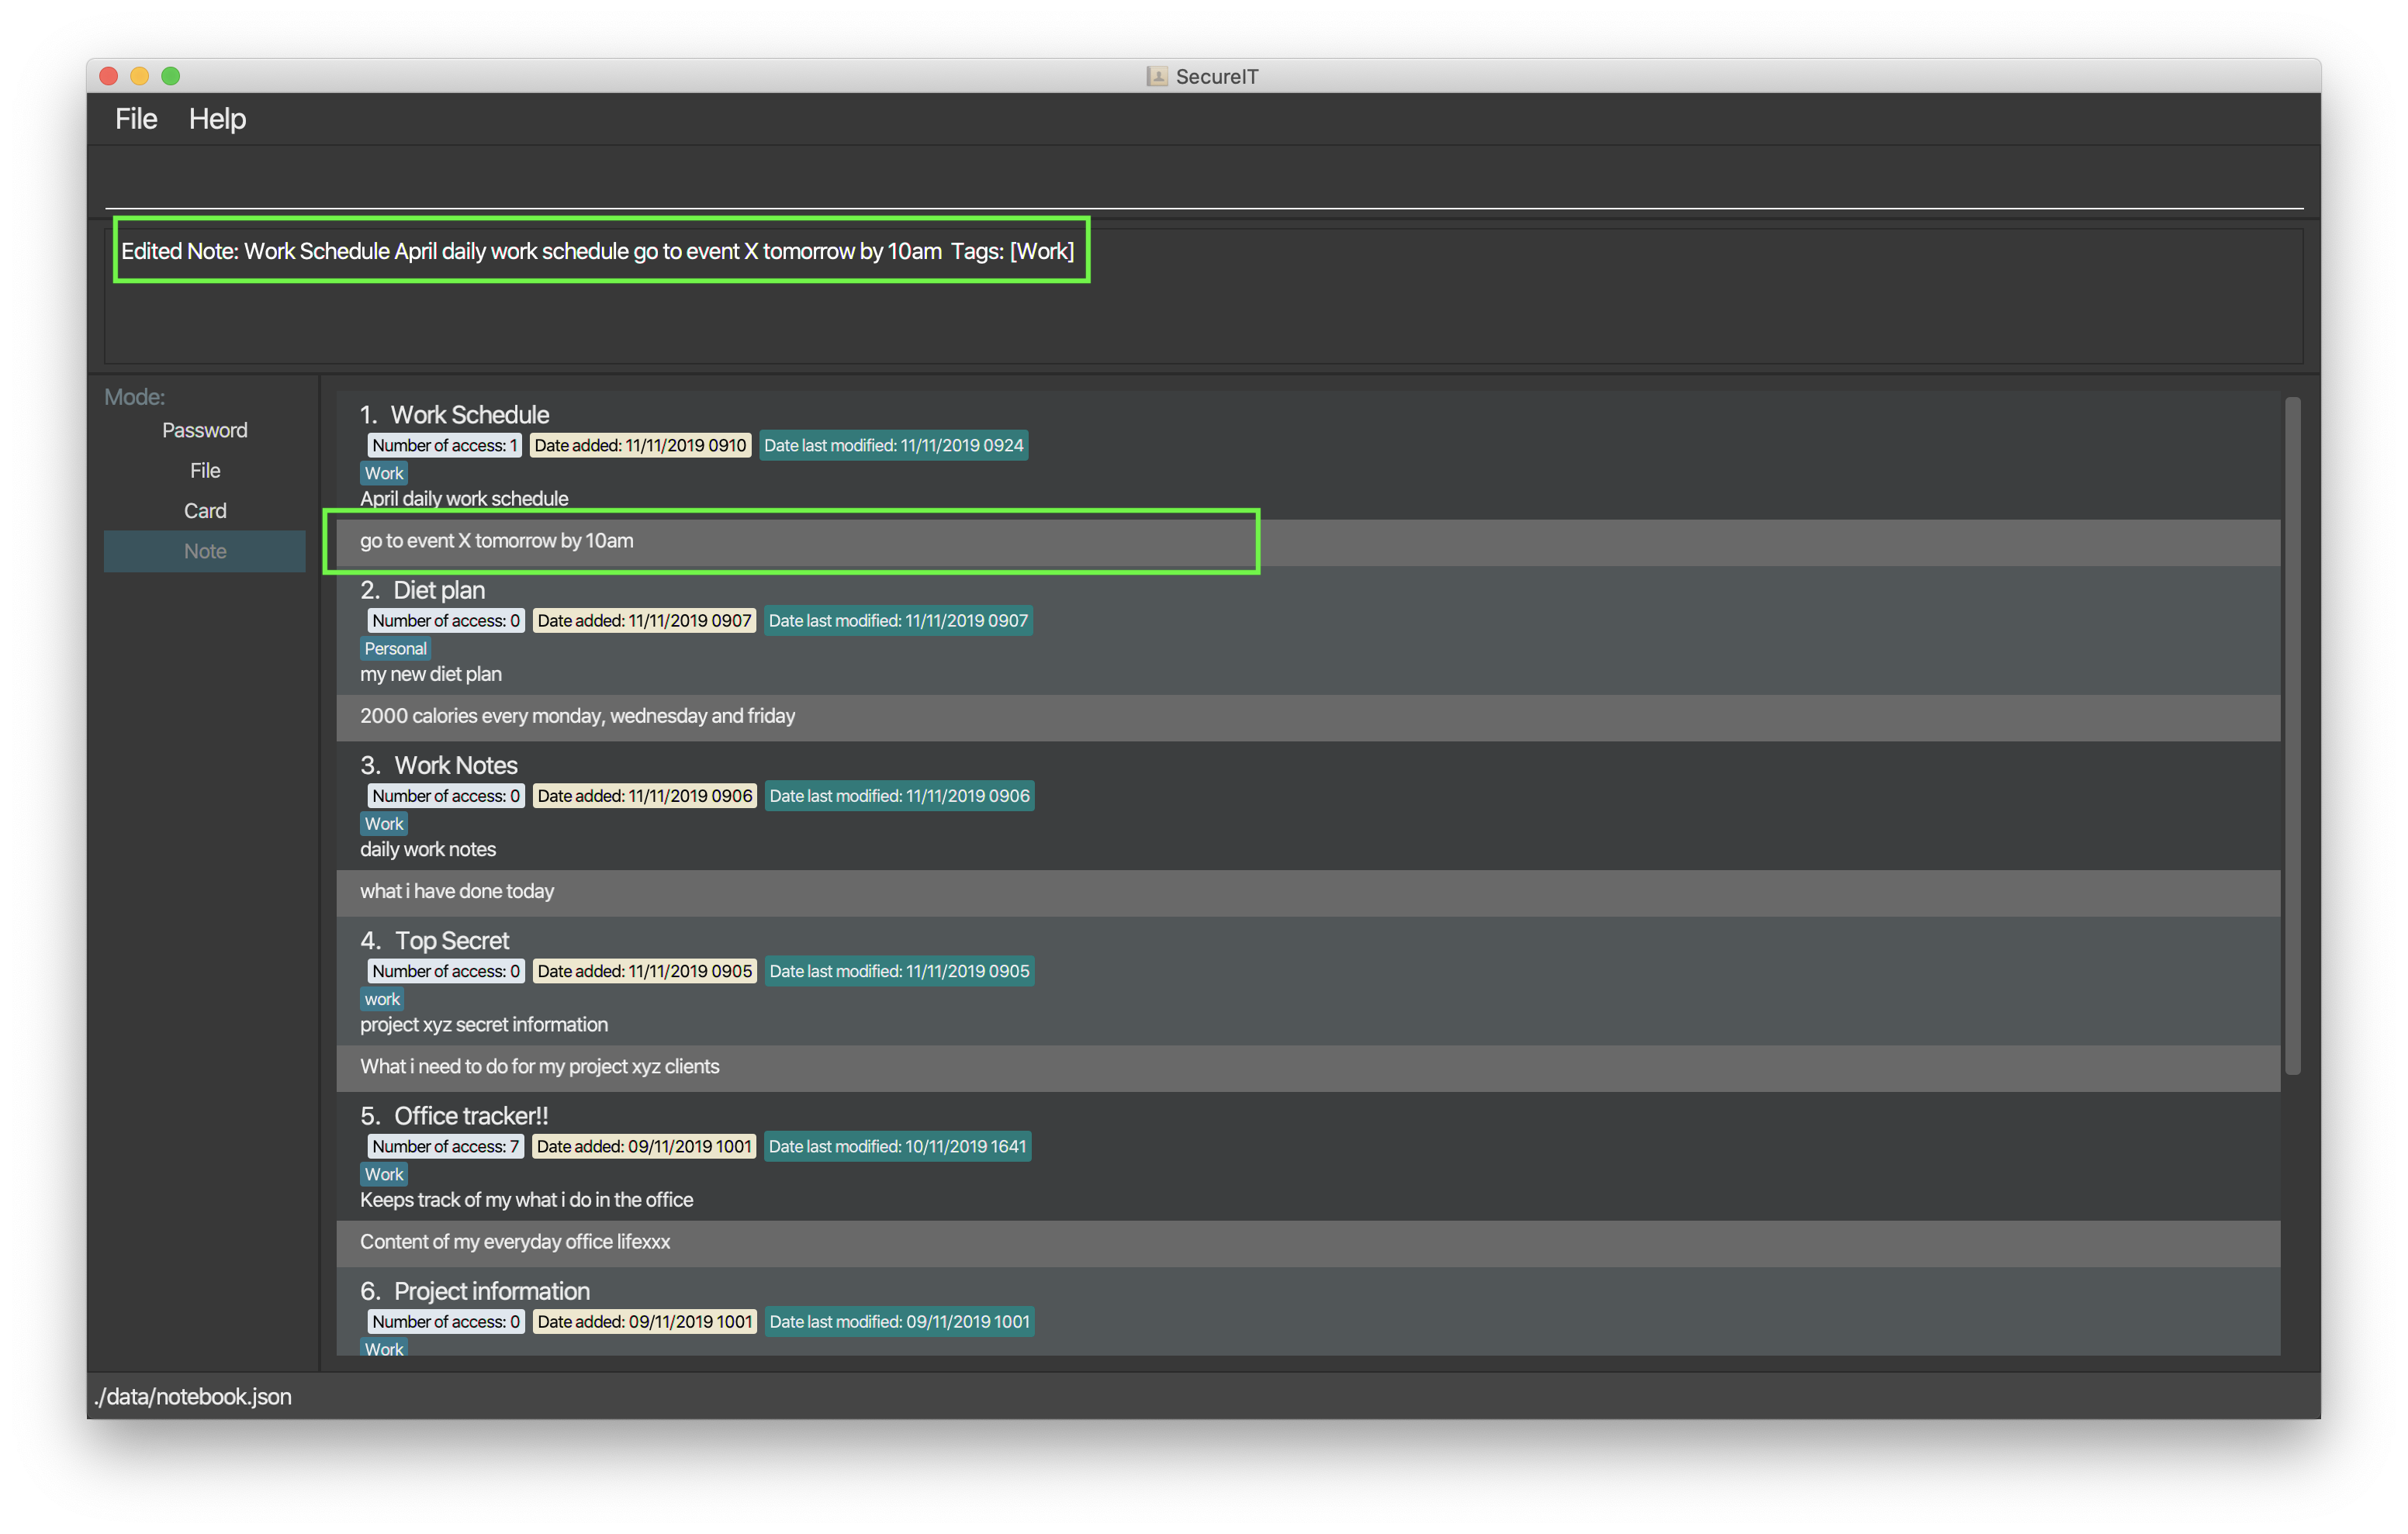 SecureIT
File Help
Edited Note: Work Schedule April daily work schedule go to event X tomorrow by 10am Tags: [Work]
Mode:
Password
File
Card
Note
1. Work Schedule
Number of access: 1 Date added: 11/11/2019 0910 Date last modified: 11/11/2019 0924
Work
April daily work schedule
go to event X tomorrow by 10am
2. Diet plan
Number of access: 0 Date added: 11/11/2019 0907 Date last modified: 11/11/2019 0907
Personal
my new diet plan
2000 calories every monday, wednesday and friday
3. Work Notes
Number of access: 0 Date added: 11/11/2019 0906 Date last modified: 11/11/2019 0906
Work
daily work notes
what i have done today
4. Top Secret
Number of access: 0 Date added: 11/11/2019 0905 Date last modified: 11/11/2019 0905
work
project xyz secret information
What i need to do for my project xyz clients
5. Office tracker!!
Number of access: 7 Date added: 09/11/2019 1001 Date last modified: 10/11/2019 1641
Work
Keeps track of my what i do in the office
Content of my everyday office lifexxx
6. Project information
Number of access: 0 Date added: 09/11/2019 1001 Date last modified: 09/11/2019 1001
Work
./data/notebook.json